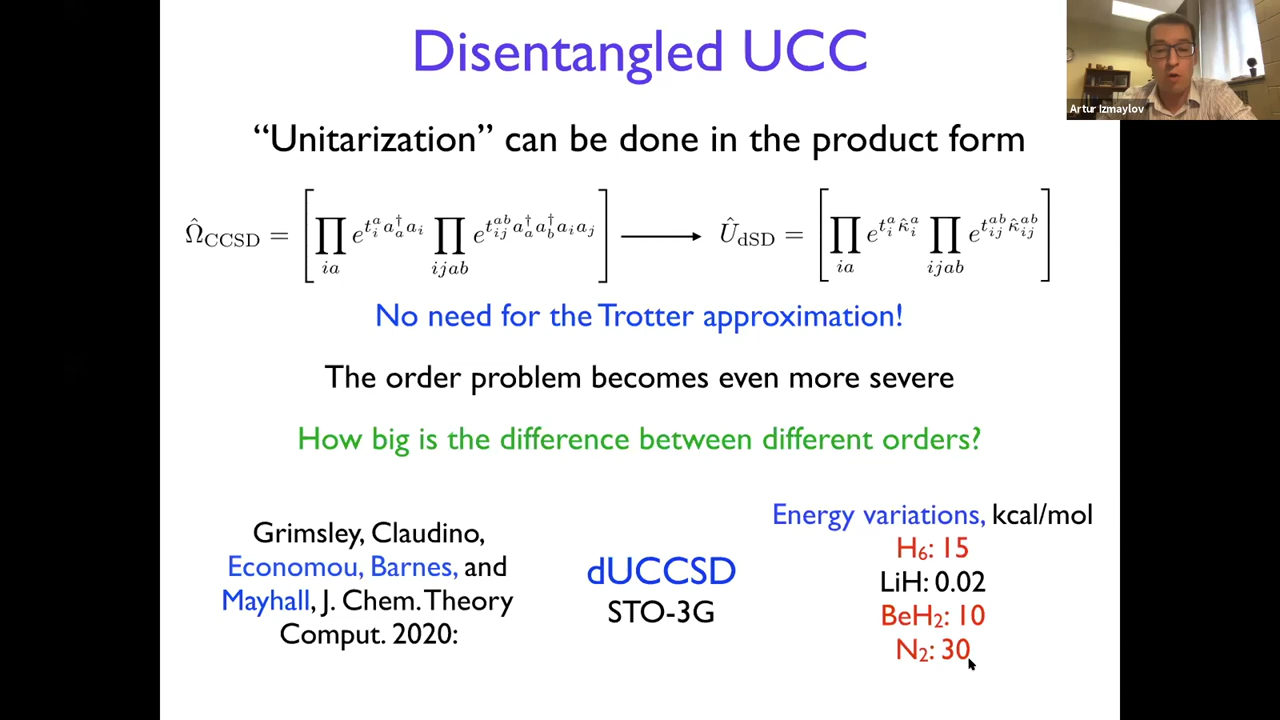 Disentangled UCC
Artur Izmaylov
“Unitarization” can be done in the product form
Ω̂_CCSD = [∏_{ia} e^{t_i^a a_a^† a_i} ∏_{ijab} e^{t_{ij}^{ab} a_a^† a_b^† a_i a_j}] ⟶ Û_dSD = [∏_{ia} e^{t_i^a κ̂_i^a} ∏_{ijab} e^{t_{ij}^{ab} κ̂_{ij}^{ab}}]
No need for the Trotter approximation!
The order problem becomes even more severe
How big is the difference between different orders?
Grimsley, Claudino,
Economou, Barnes, and
Mayhall, J. Chem. Theory
Comput. 2020:
dUCCSD
STO-3G
Energy variations, kcal/mol
H₆: 15
LiH: 0.02
BeH₂: 10
N₂: 30